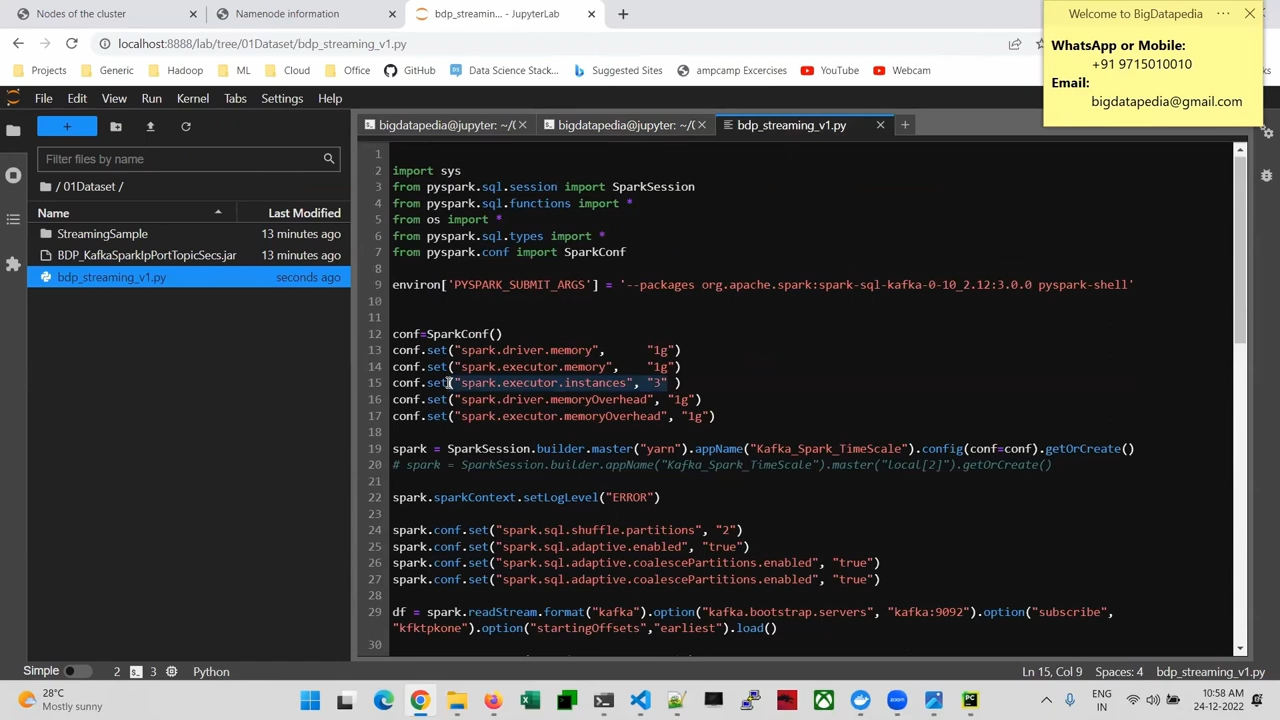 Nodes of the cluster
Namenode information
bdp_streaming... - JupyterLab
Welcome to BigDatapedia
WhatsApp or Mobile:
+91 9715010010
Email:
bigdatapedia@gmail.com
localhost:8888/lab/tree/01Dataset/bdp_streaming_v1.py
Projects Generic Hadoop ML Cloud Office GitHub Data Science Stack... Suggested Sites ampcamp Excercises YouTube Webcam
File Edit View Run Kernel Tabs Settings Help
bigdatapedia@jupyter: ~/( bigdatapedia@jupyter: ~/( bdp_streaming_v1.py
Filter files by name
/ 01Dataset /
Name Last Modified
StreamingSample 13 minutes ago
BDP_KafkaSparkIpPortTopicSecs.jar 13 minutes ago
bdp_streaming_v1.py seconds ago
1
2 import sys
3 from pyspark.sql.session import SparkSession
4 from pyspark.sql.functions import *
5 from os import *
6 from pyspark.sql.types import *
7 from pyspark.conf import SparkConf
8
9 environ['PYSPARK_SUBMIT_ARGS'] = '--packages org.apache.spark:spark-sql-kafka-0-10_2.12:3.0.0 pyspark-shell'
10
11
12 conf=SparkConf()
13 conf.set("spark.driver.memory", "1g")
14 conf.set("spark.executor.memory", "1g")
15 conf.set("spark.executor.instances", "3" )
16 conf.set("spark.driver.memoryOverhead", "1g")
17 conf.set("spark.executor.memoryOverhead", "1g")
18
19 spark = SparkSession.builder.master("yarn").appName("Kafka_Spark_TimeScale").config(conf=conf).getOrCreate()
20 # spark = SparkSession.builder.appName("Kafka_Spark_TimeScale").master("Local[2]").getOrCreate()
21
22 spark.sparkContext.setLogLevel("ERROR")
23
24 spark.conf.set("spark.sql.shuffle.partitions", "2")
25 spark.conf.set("spark.sql.adaptive.enabled", "true")
26 spark.conf.set("spark.sql.adaptive.coalescePartitions.enabled", "true")
27 spark.conf.set("spark.sql.adaptive.coalescePartitions.enabled", "true")
28
29 df = spark.readStream.format("kafka").option("kafka.bootstrap.servers", "kafka:9092").option("subscribe",
"kfktpkone").option("startingOffsets","earliest").load()
30
Simple 2 3 Python Ln 15, Col 9 Spaces: 4 bdp_streaming_v1.py
28°C
Mostly sunny
ENG
IN
10:58 AM
24-12-2022